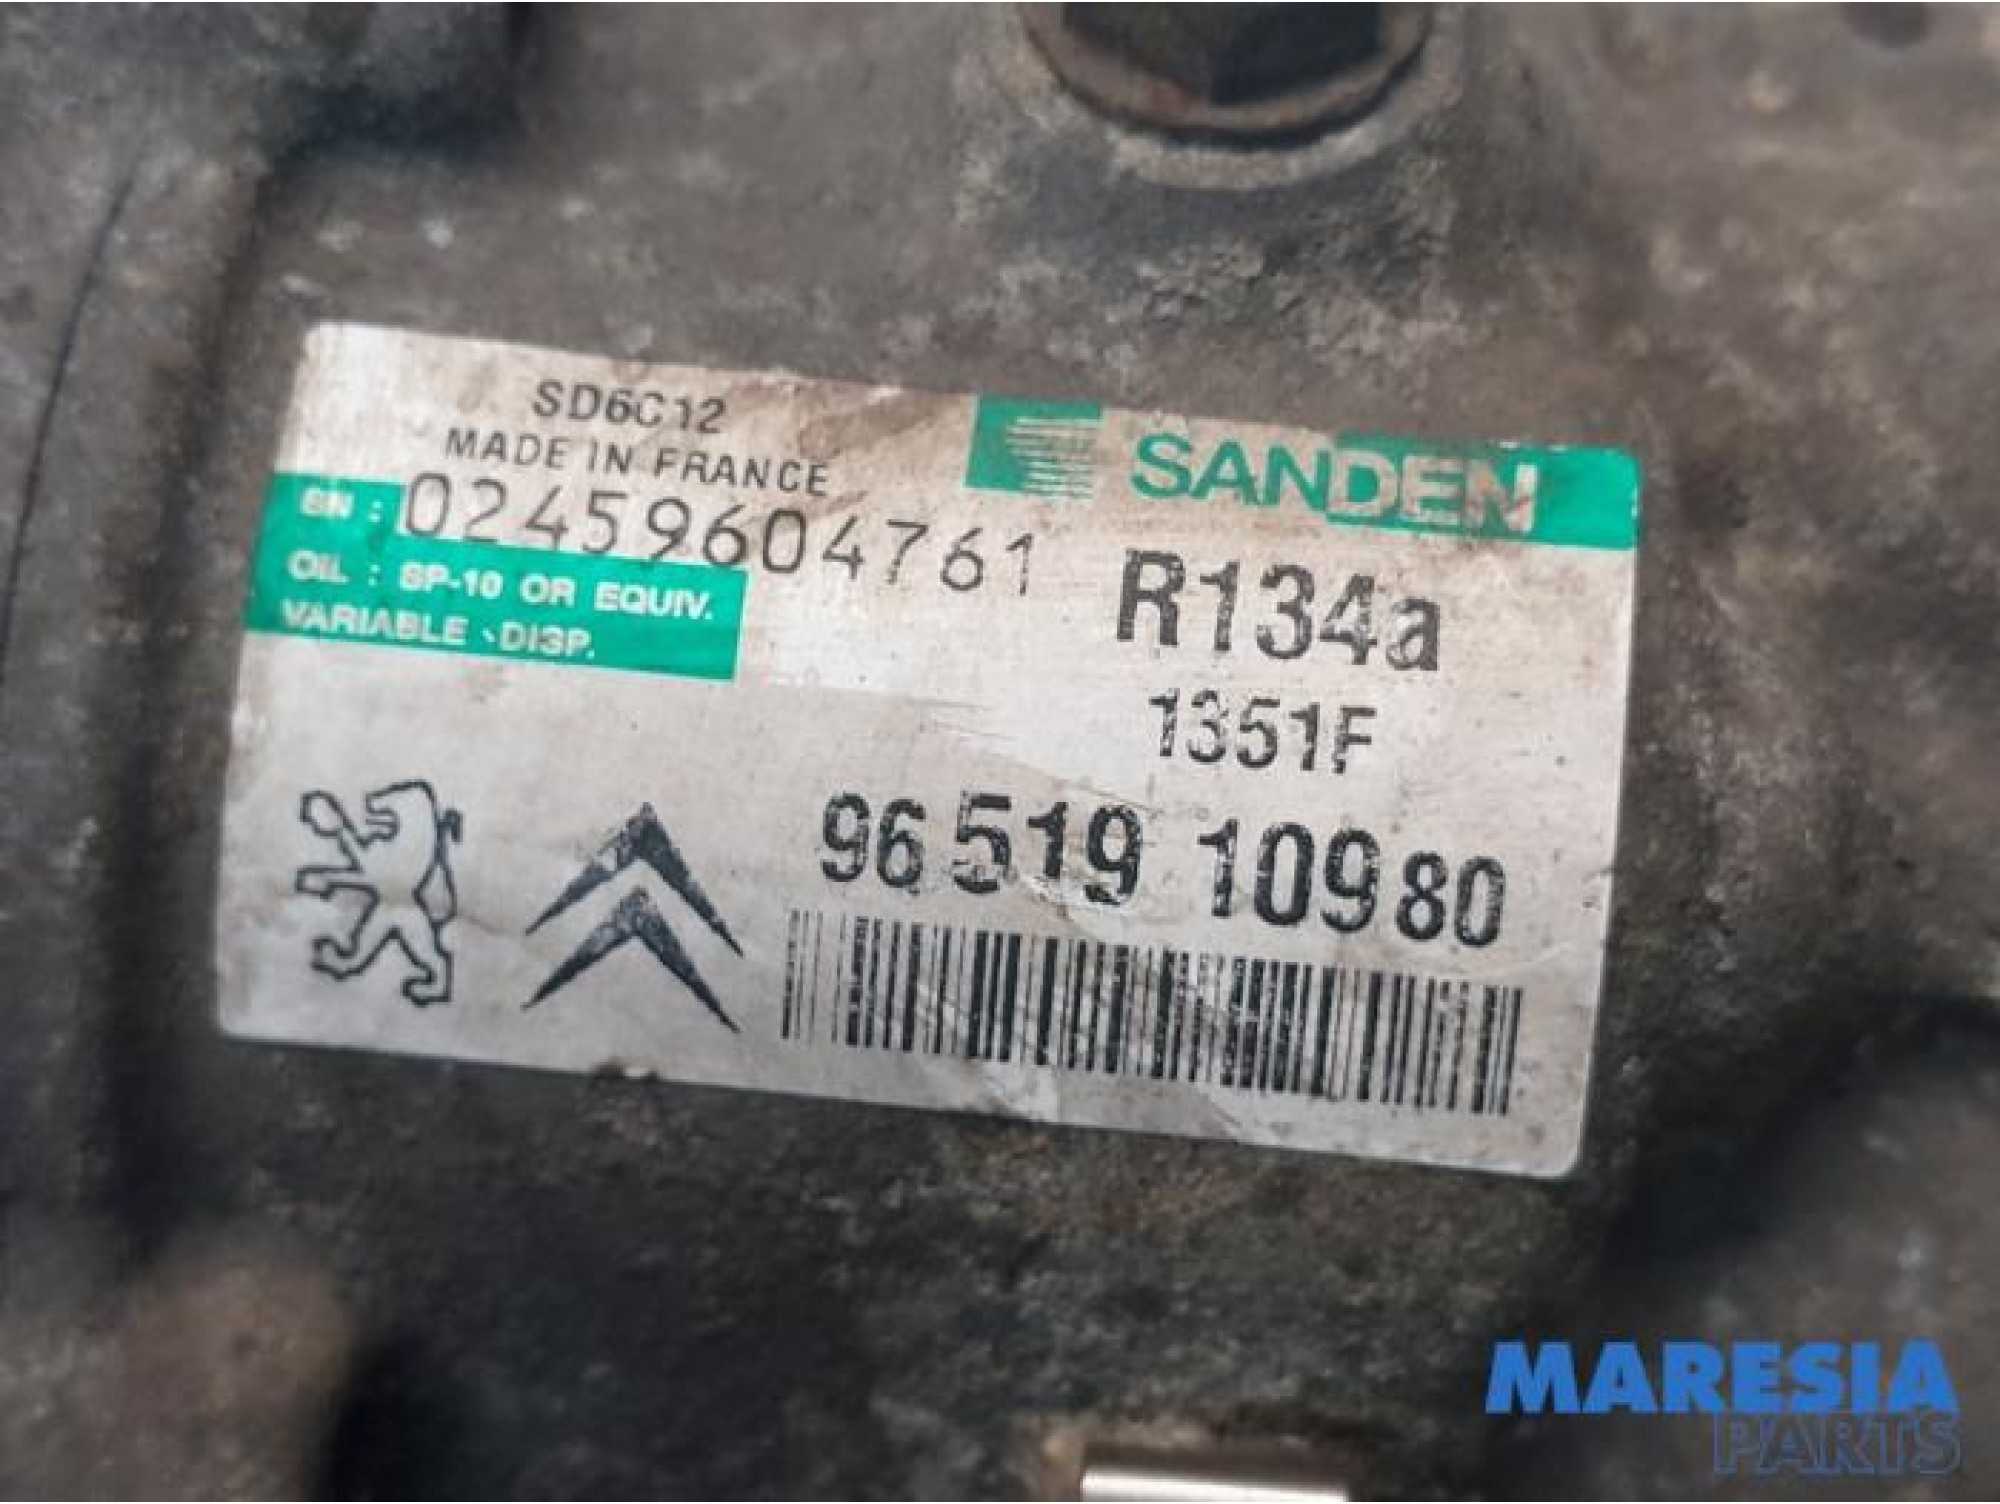 SD6C12
MADE IN FRANCE
SANDEN
SN : 02459604761
OIL : SP-10 OR EQUIV.
VARIABLE DISP.
R134a
1351F
96 519 109 80
MARESIA
PARTS